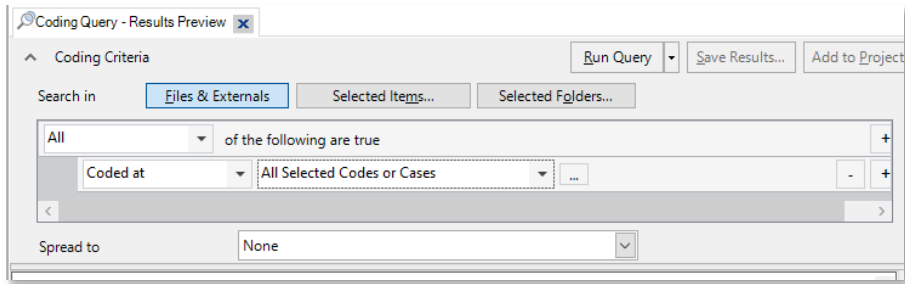 Coding Query - Results Preview x
Coding Criteria Run Query Save Results... Add to Project
Search in Files & Externals Selected Items... Selected Folders...
All of the following are true +
Coded at All Selected Codes or Cases ... - +
Spread to None